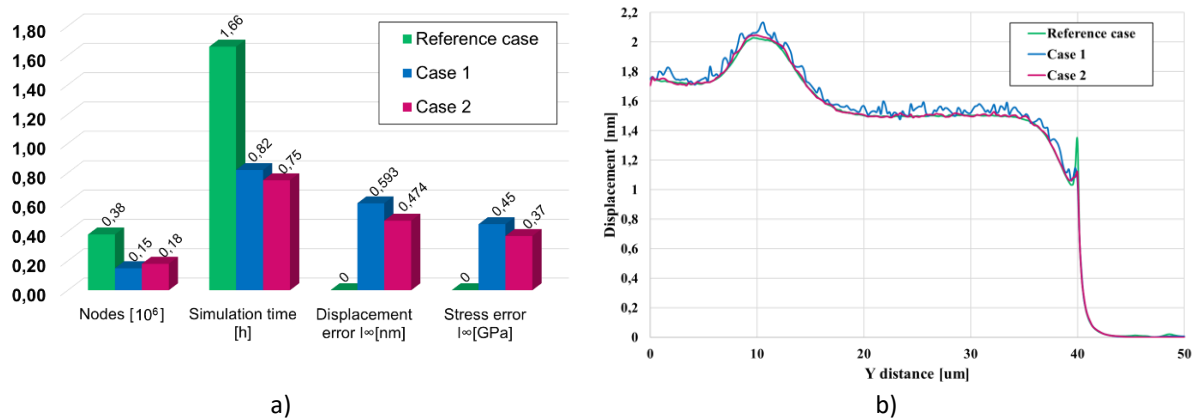 1,80
1,60
1,40
1,20
1,00
0,80
0,60
0,40
0,20
0,00
0,38
0,15
0,18
1,66
0,82
0,75
0
0,593
0,474
0
0,45
0,37
Reference case
Case 1
Case 2
Nodes [10⁶]
Simulation time
[h]
Displacement
error l∞[nm]
Stress error
l∞[GPa]
a)
2,2
2
1,8
1,6
1,4
1,2
1
0,8
0,6
0,4
0,2
0
Displacement [nm]
Reference case
Case 1
Case 2
0 10 20 30 40 50
Y distance [um]
b)